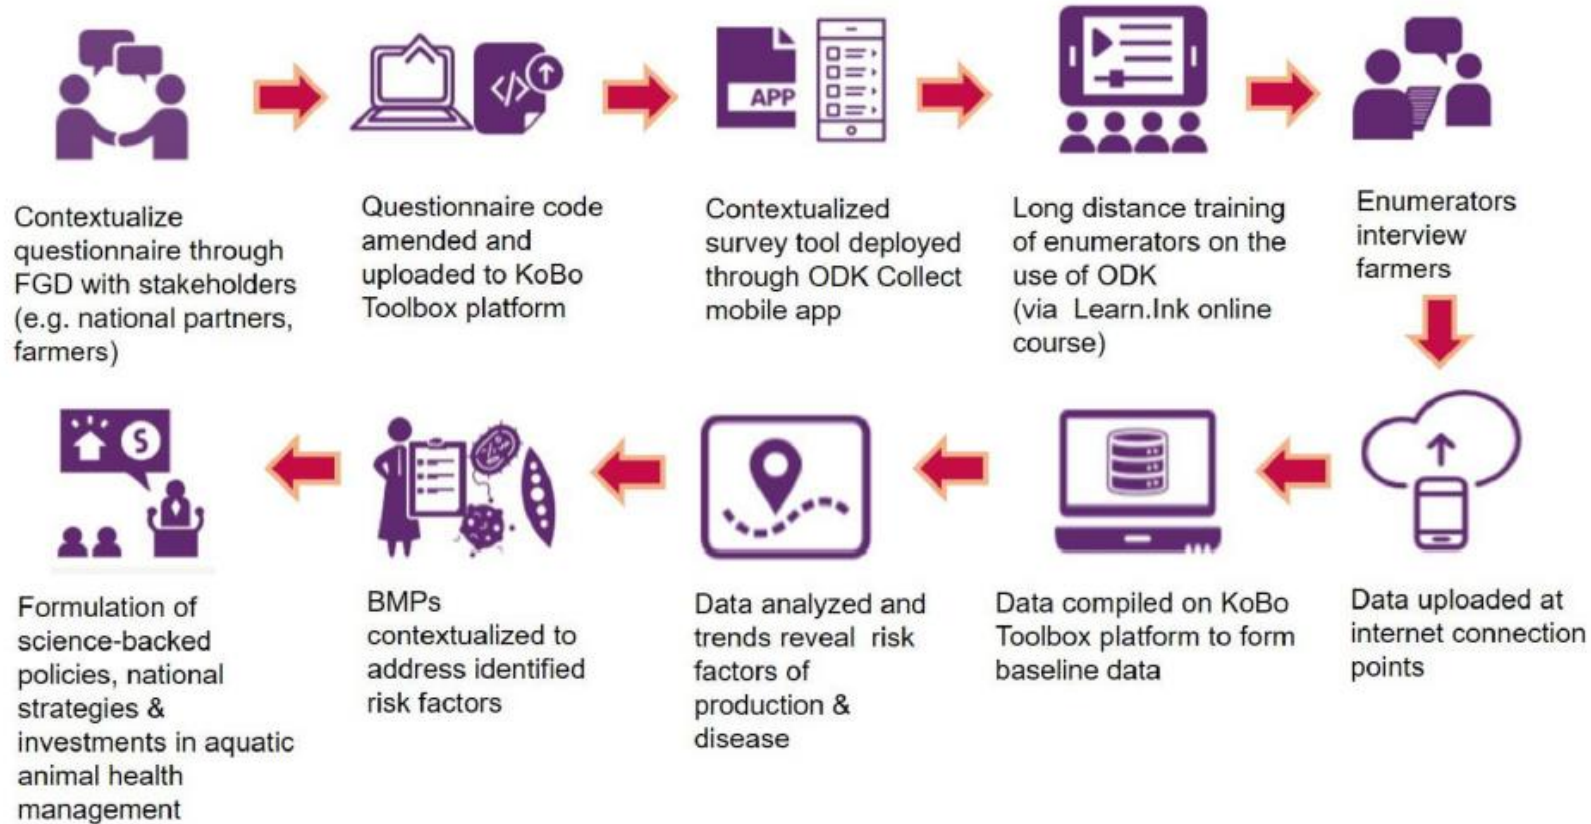 APP
Contextualize
questionnaire through
FGD with stakeholders
(e.g. national partners,
farmers)
Questionnaire code
amended and
uploaded to KoBo
Toolbox platform
Contextualized
survey tool deployed
through ODK Collect
mobile app
Long distance training
of enumerators on the
use of ODK
(via Learn.Ink online
course)
Enumerators
interview
farmers
Data uploaded at
internet connection
points
Data compiled on KoBo
Toolbox platform to form
baseline data
Data analyzed and
trends reveal risk
factors of
production &
disease
BMPs
contextualized to
address identified
risk factors
$
Formulation of
science-backed
policies, national
strategies &
investments in aquatic
animal health
management